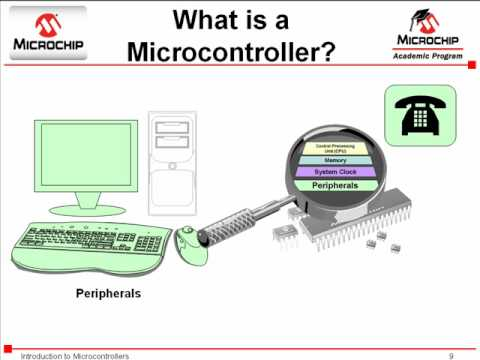 What is a
Microcontroller?
MICROCHIP
MICROCHIP
Academic Program
Central Processing
Unit (CPU)
Memory
System Clock
Peripherals
Peripherals
Introduction to Microcontrollers
9